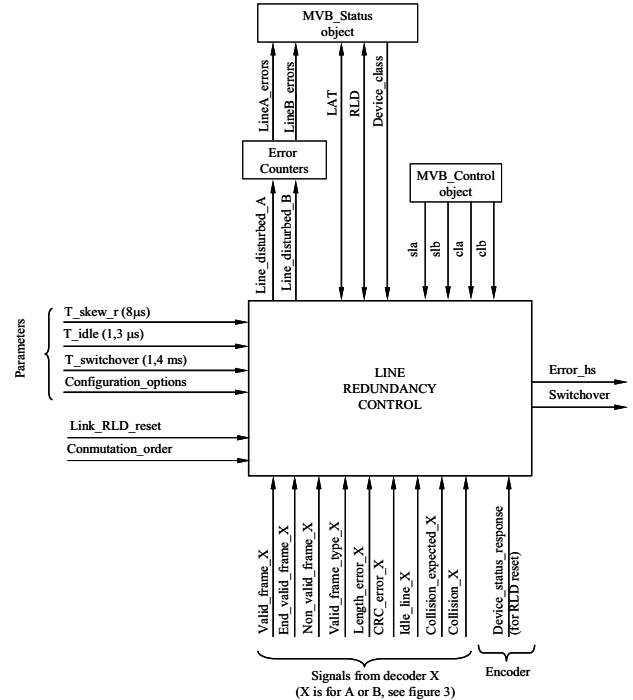 MVB_Status
object
LineA_errors
LineB_errors
LAT
RLD
Device_class
Error
Counters
MVB_Control
object
Line_disturbed_A
Line_disturbed_B
sla
slb
cla
clb
Parameters
T_skew_r (8µs)
T_idle (1,3 µs)
T_switchover (1,4 ms)
Configuration_options
Link_RLD_reset
Conmutation_order
LINE
REDUNDANCY
CONTROL
Error_hs
Switchover
Valid_frame_X
End_valid_frame_X
Non_valid_frame_X
Valid_frame_type_X
Length_error_X
CRC_error_X
Idle_line_X
Collision_expected_X
Collision_X
Device_status_response
(for RLD reset)
Signals from decoder X
(X is for A or B, see figure 3)
Encoder